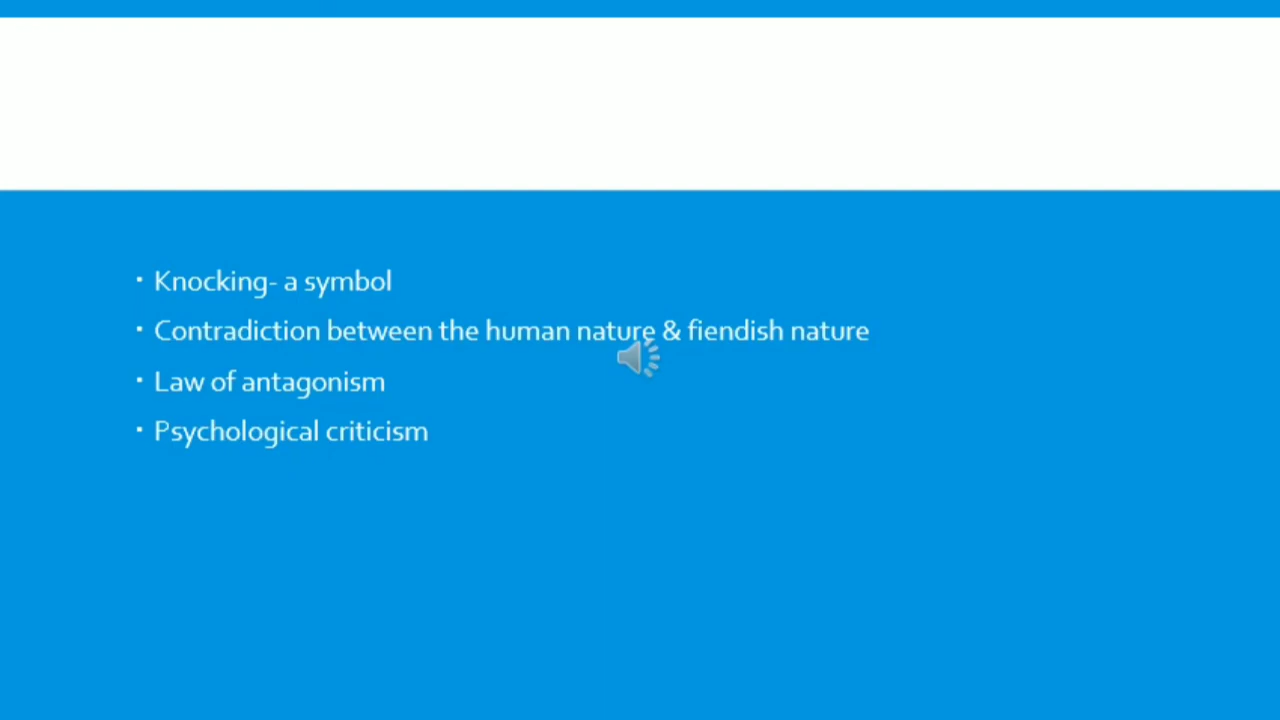 · Knocking- a symbol
· Contradiction between the human nature & fiendish nature
· Law of antagonism
· Psychological criticism